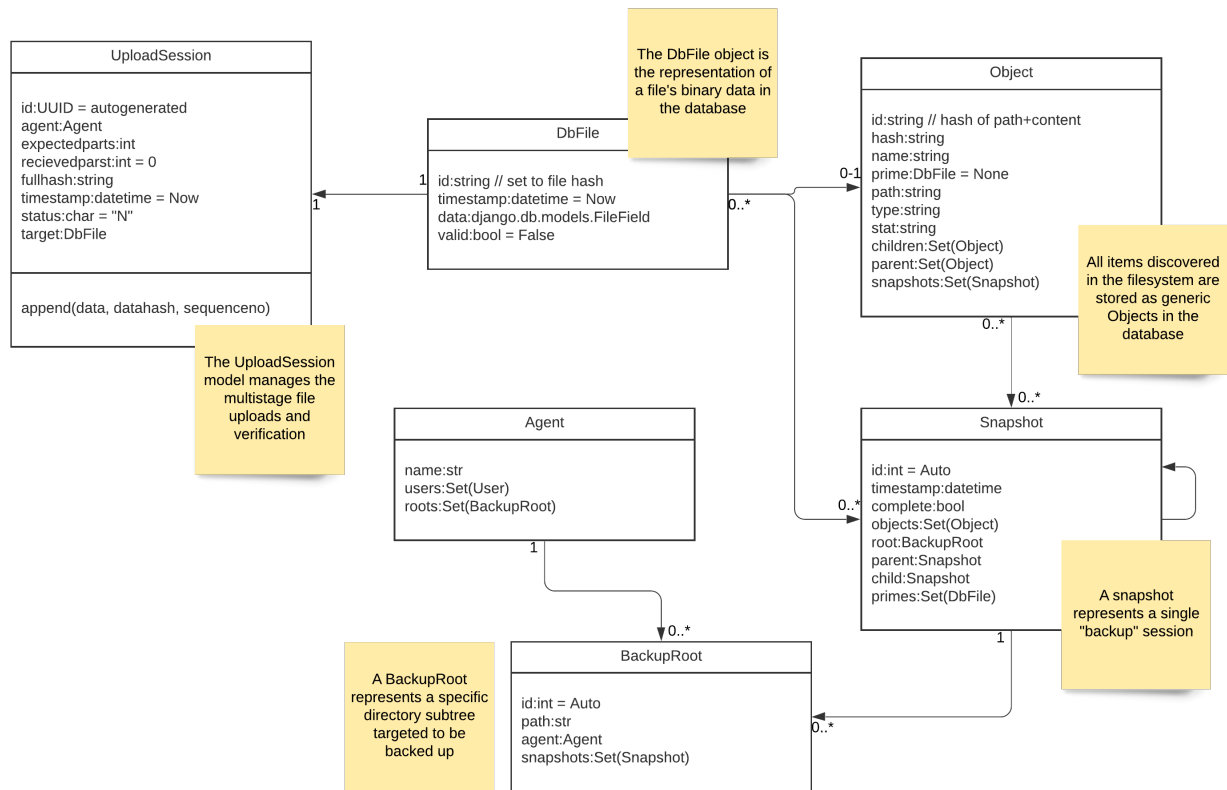 UploadSession
id:UUID = autogenerated
agent:Agent
expectedparts:int
recievedparst:int = 0
fullhash:string
timestamp:datetime = Now
status:char = "N"
target:DbFile
append(data, datahash, sequenceno)
The UploadSession
model manages the
multistage file
uploads and
verification
1
1
The DbFile object is
the representation of
a file's binary data in
the database
DbFile
id:string // set to file hash
timestamp:datetime = Now
data:django.db.models.FileField
valid:bool = False
0..*
0-1
0..*
Object
id:string // hash of path+content
hash:string
name:string
prime:DbFile = None
path:string
type:string
stat:string
children:Set(Object)
parent:Set(Object)
snapshots:Set(Snapshot)
All items discovered
in the filesystem are
stored as generic
Objects in the
database
0..*
0..*
Agent
name:str
users:Set(User)
roots:Set(BackupRoot)
1
0..*
Snapshot
id:int = Auto
timestamp:datetime
complete:bool
objects:Set(Object)
root:BackupRoot
parent:Snapshot
child:Snapshot
primes:Set(DbFile)
A snapshot
represents a single
"backup" session
1
0..*
A BackupRoot
represents a specific
directory subtree
targeted to be
backed up
BackupRoot
id:int = Auto
path:str
agent:Agent
snapshots:Set(Snapshot)